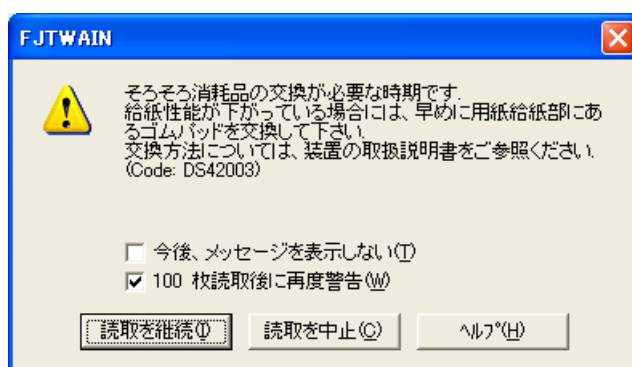 FJTWAIN
そろそろ消耗品の交換が必要な時期です.
給紙性能が下がっている場合には、早めに用紙給紙部にあ
るゴムパッドを交換して下さい.
交換方法については、装置の取扱説明書をご参照ください.
(Code: DS42003)
今後、メッセージを表示しない(T)
100 枚読取後に再度警告(W)
読取を継続(I) 読取を中止(C) ヘルプ(H)